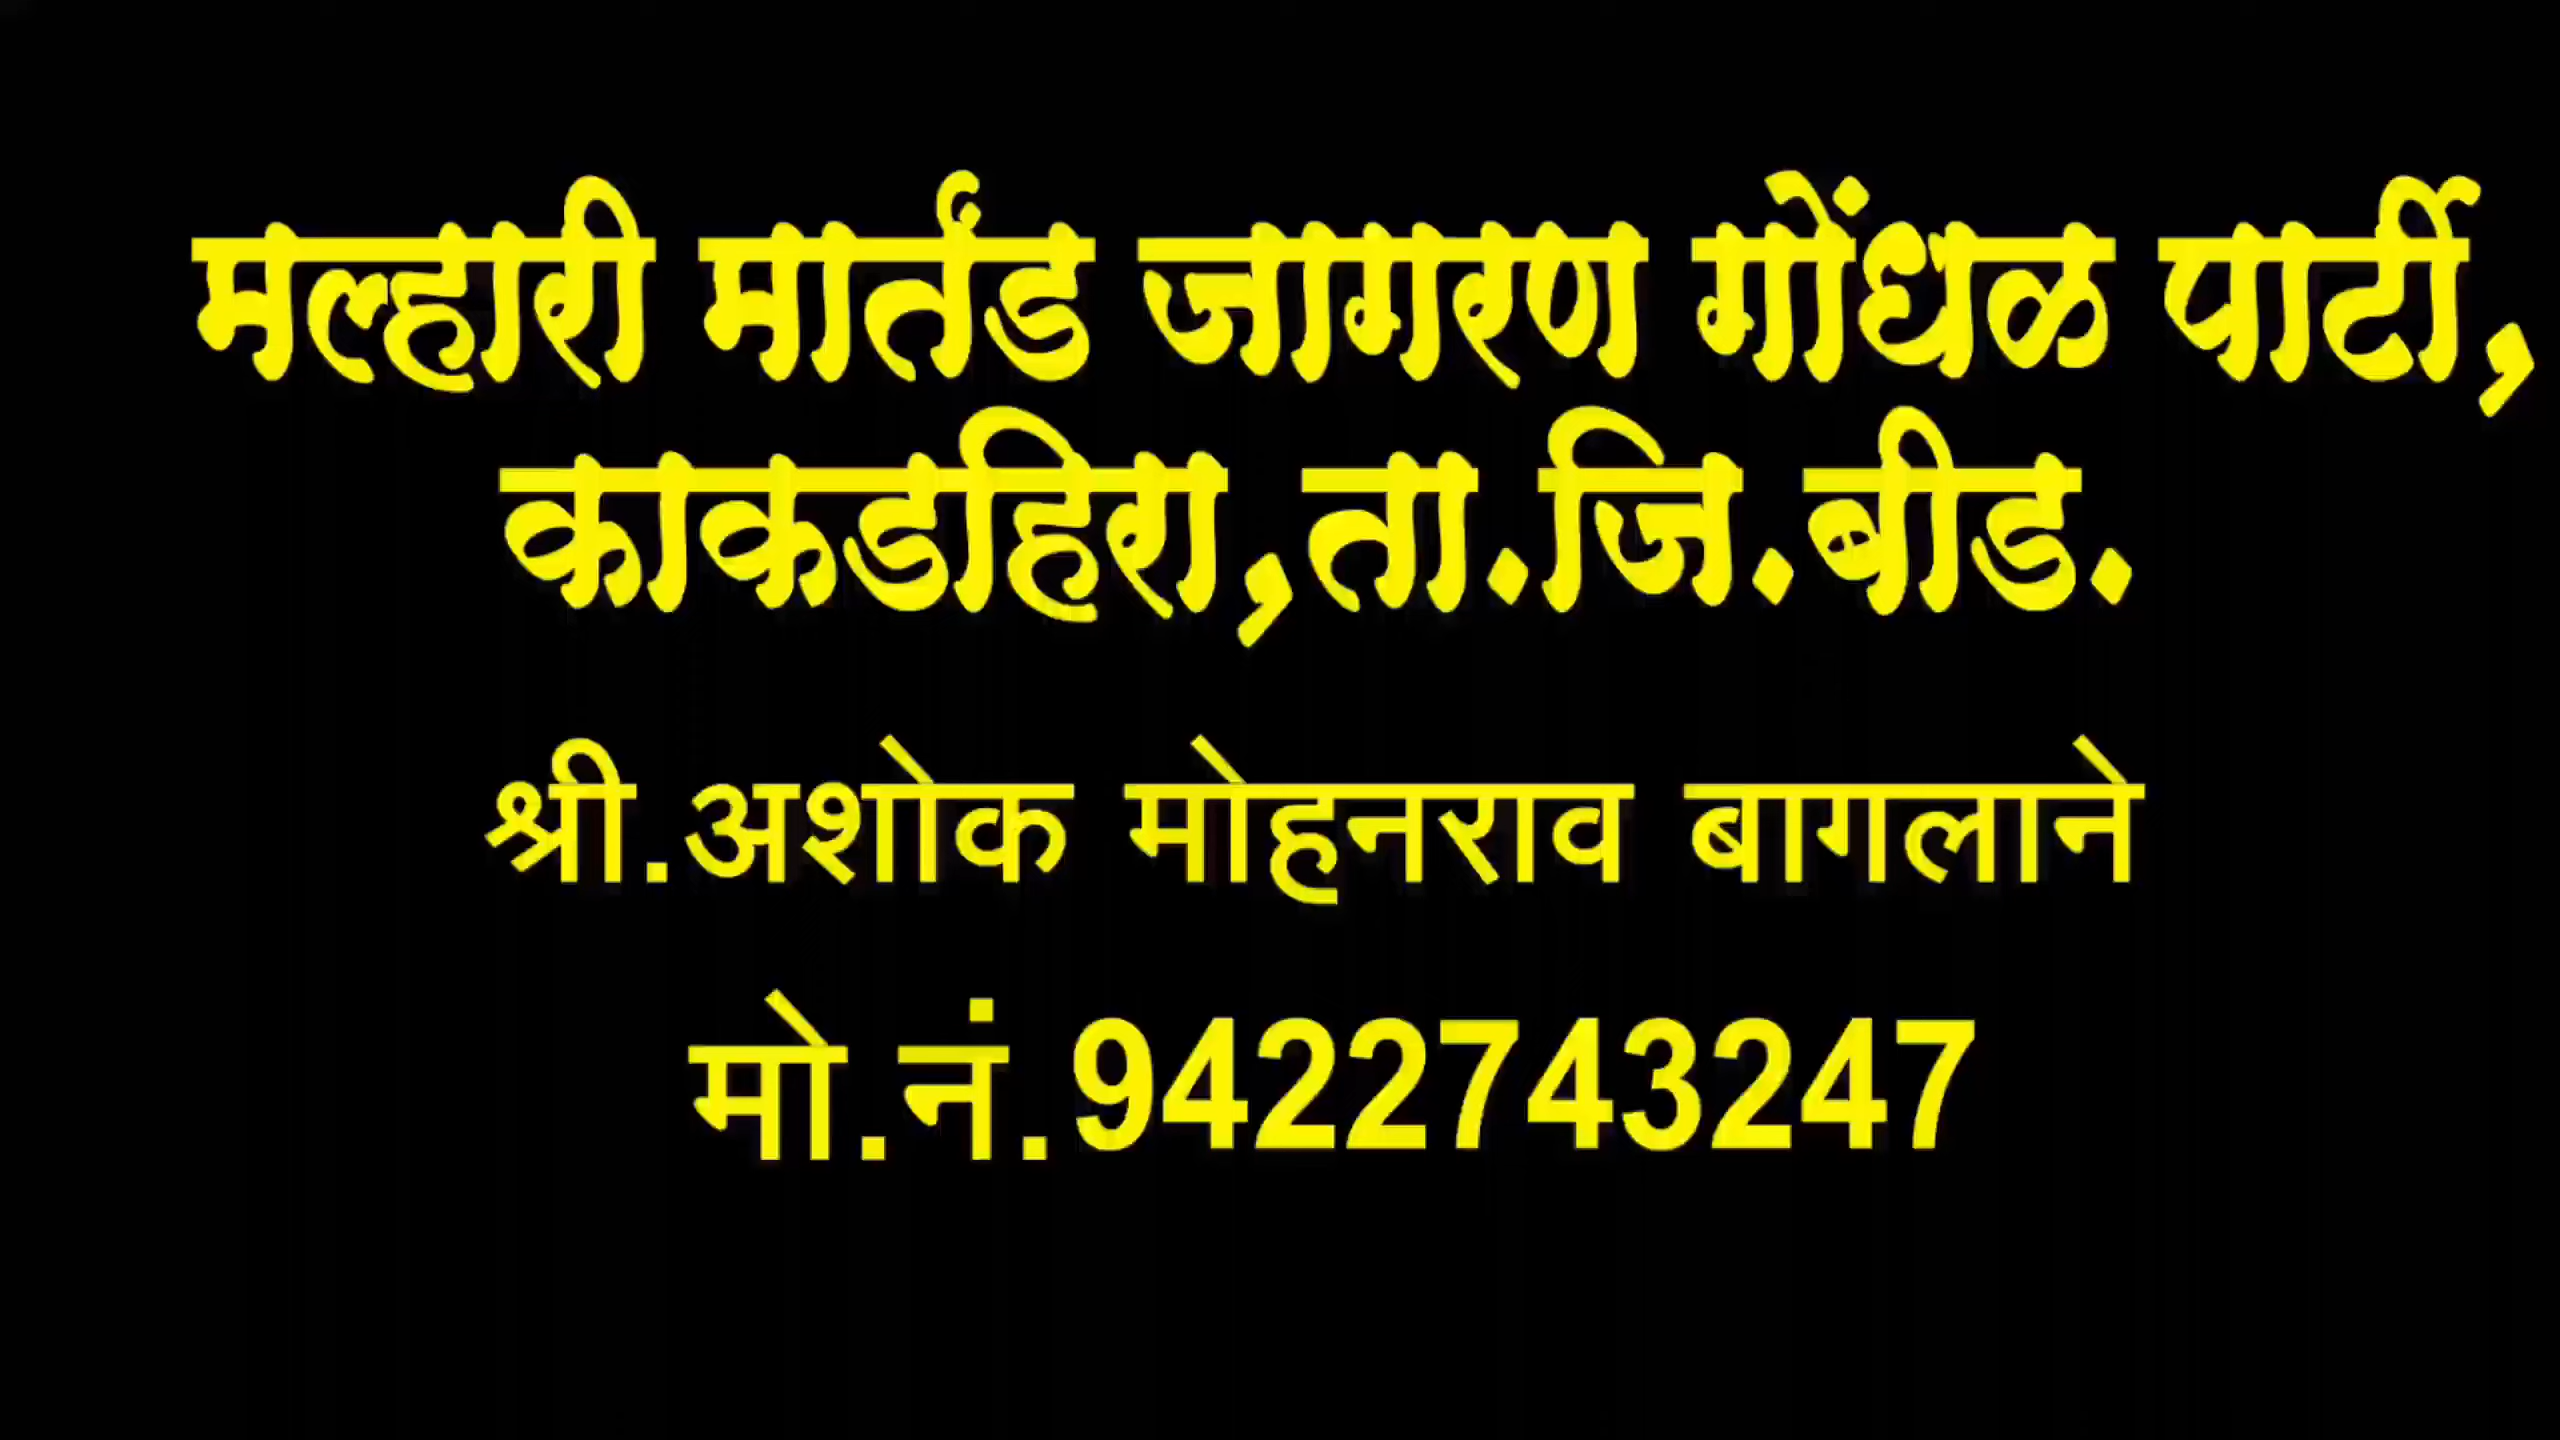 मल्हारी मार्तंड जागरण गोंधळ पार्टी,
काकडहिरा,ता.जि.बीड.
श्री.अशोक मोहनराव बागलाने
मो.नं.9422743247